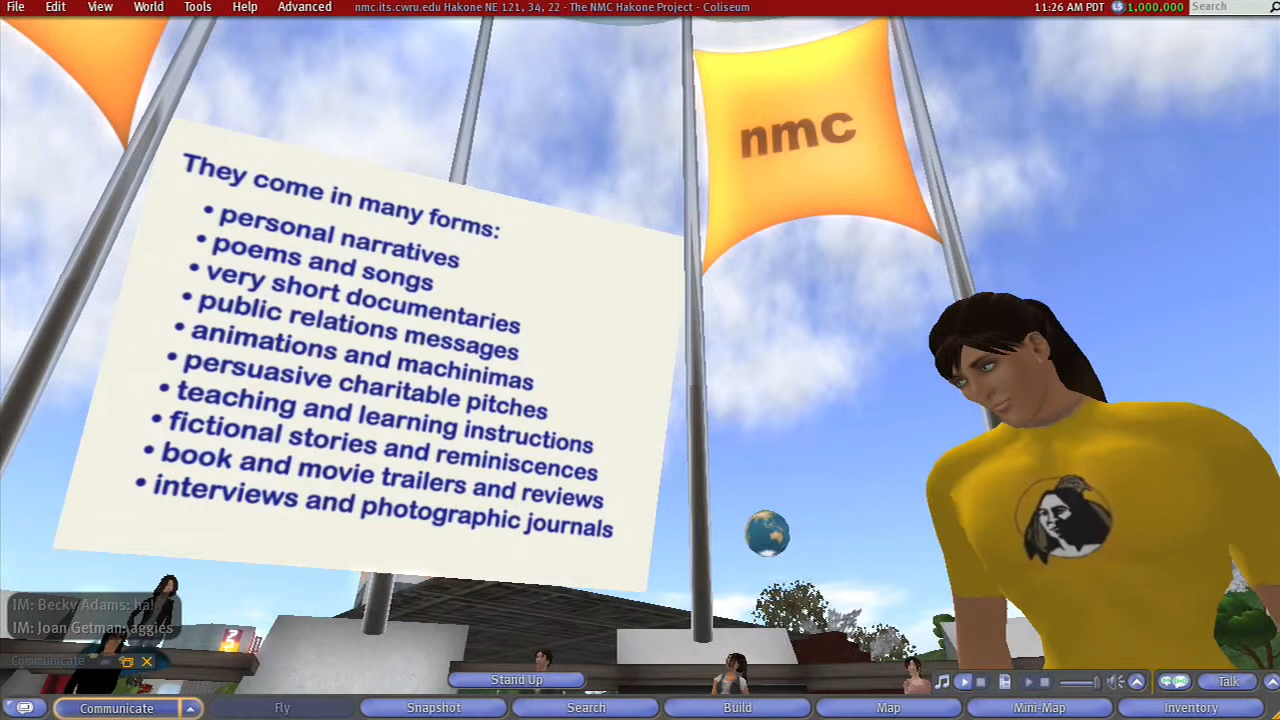 File Edit View World Tools Help Advanced nmc.its.cwru.edu Hakone NE 121, 34, 22 - The NMC Hakone Project - Coliseum 11:26 AM PDT L$ 1,000,000 Search
nmc
They come in many forms:
• personal narratives
• poems and songs
• very short documentaries
• public relations messages
• animations and machinimas
• persuasive charitable pitches
• teaching and learning instructions
• fictional stories and reminiscences
• book and movie trailers and reviews
• interviews and photographic journals
IM: Becky Adams: ha!
IM: Joan Getman: aggies
Communicate
Stand Up
Talk
Communicate Fly Snapshot Search Build Map Mini-Map Inventory